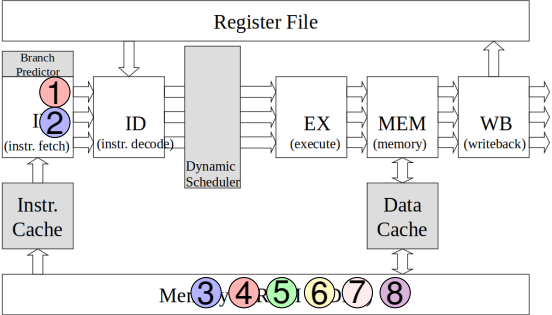 Register File
Branch
Predictor
1
2
(instr. fetch)
ID
(instr. decode)
Dynamic
Scheduler
EX
(execute)
MEM
(memory)
WB
(writeback)
Instr.
Cache
Data
Cache
3 4 5 6 7 8